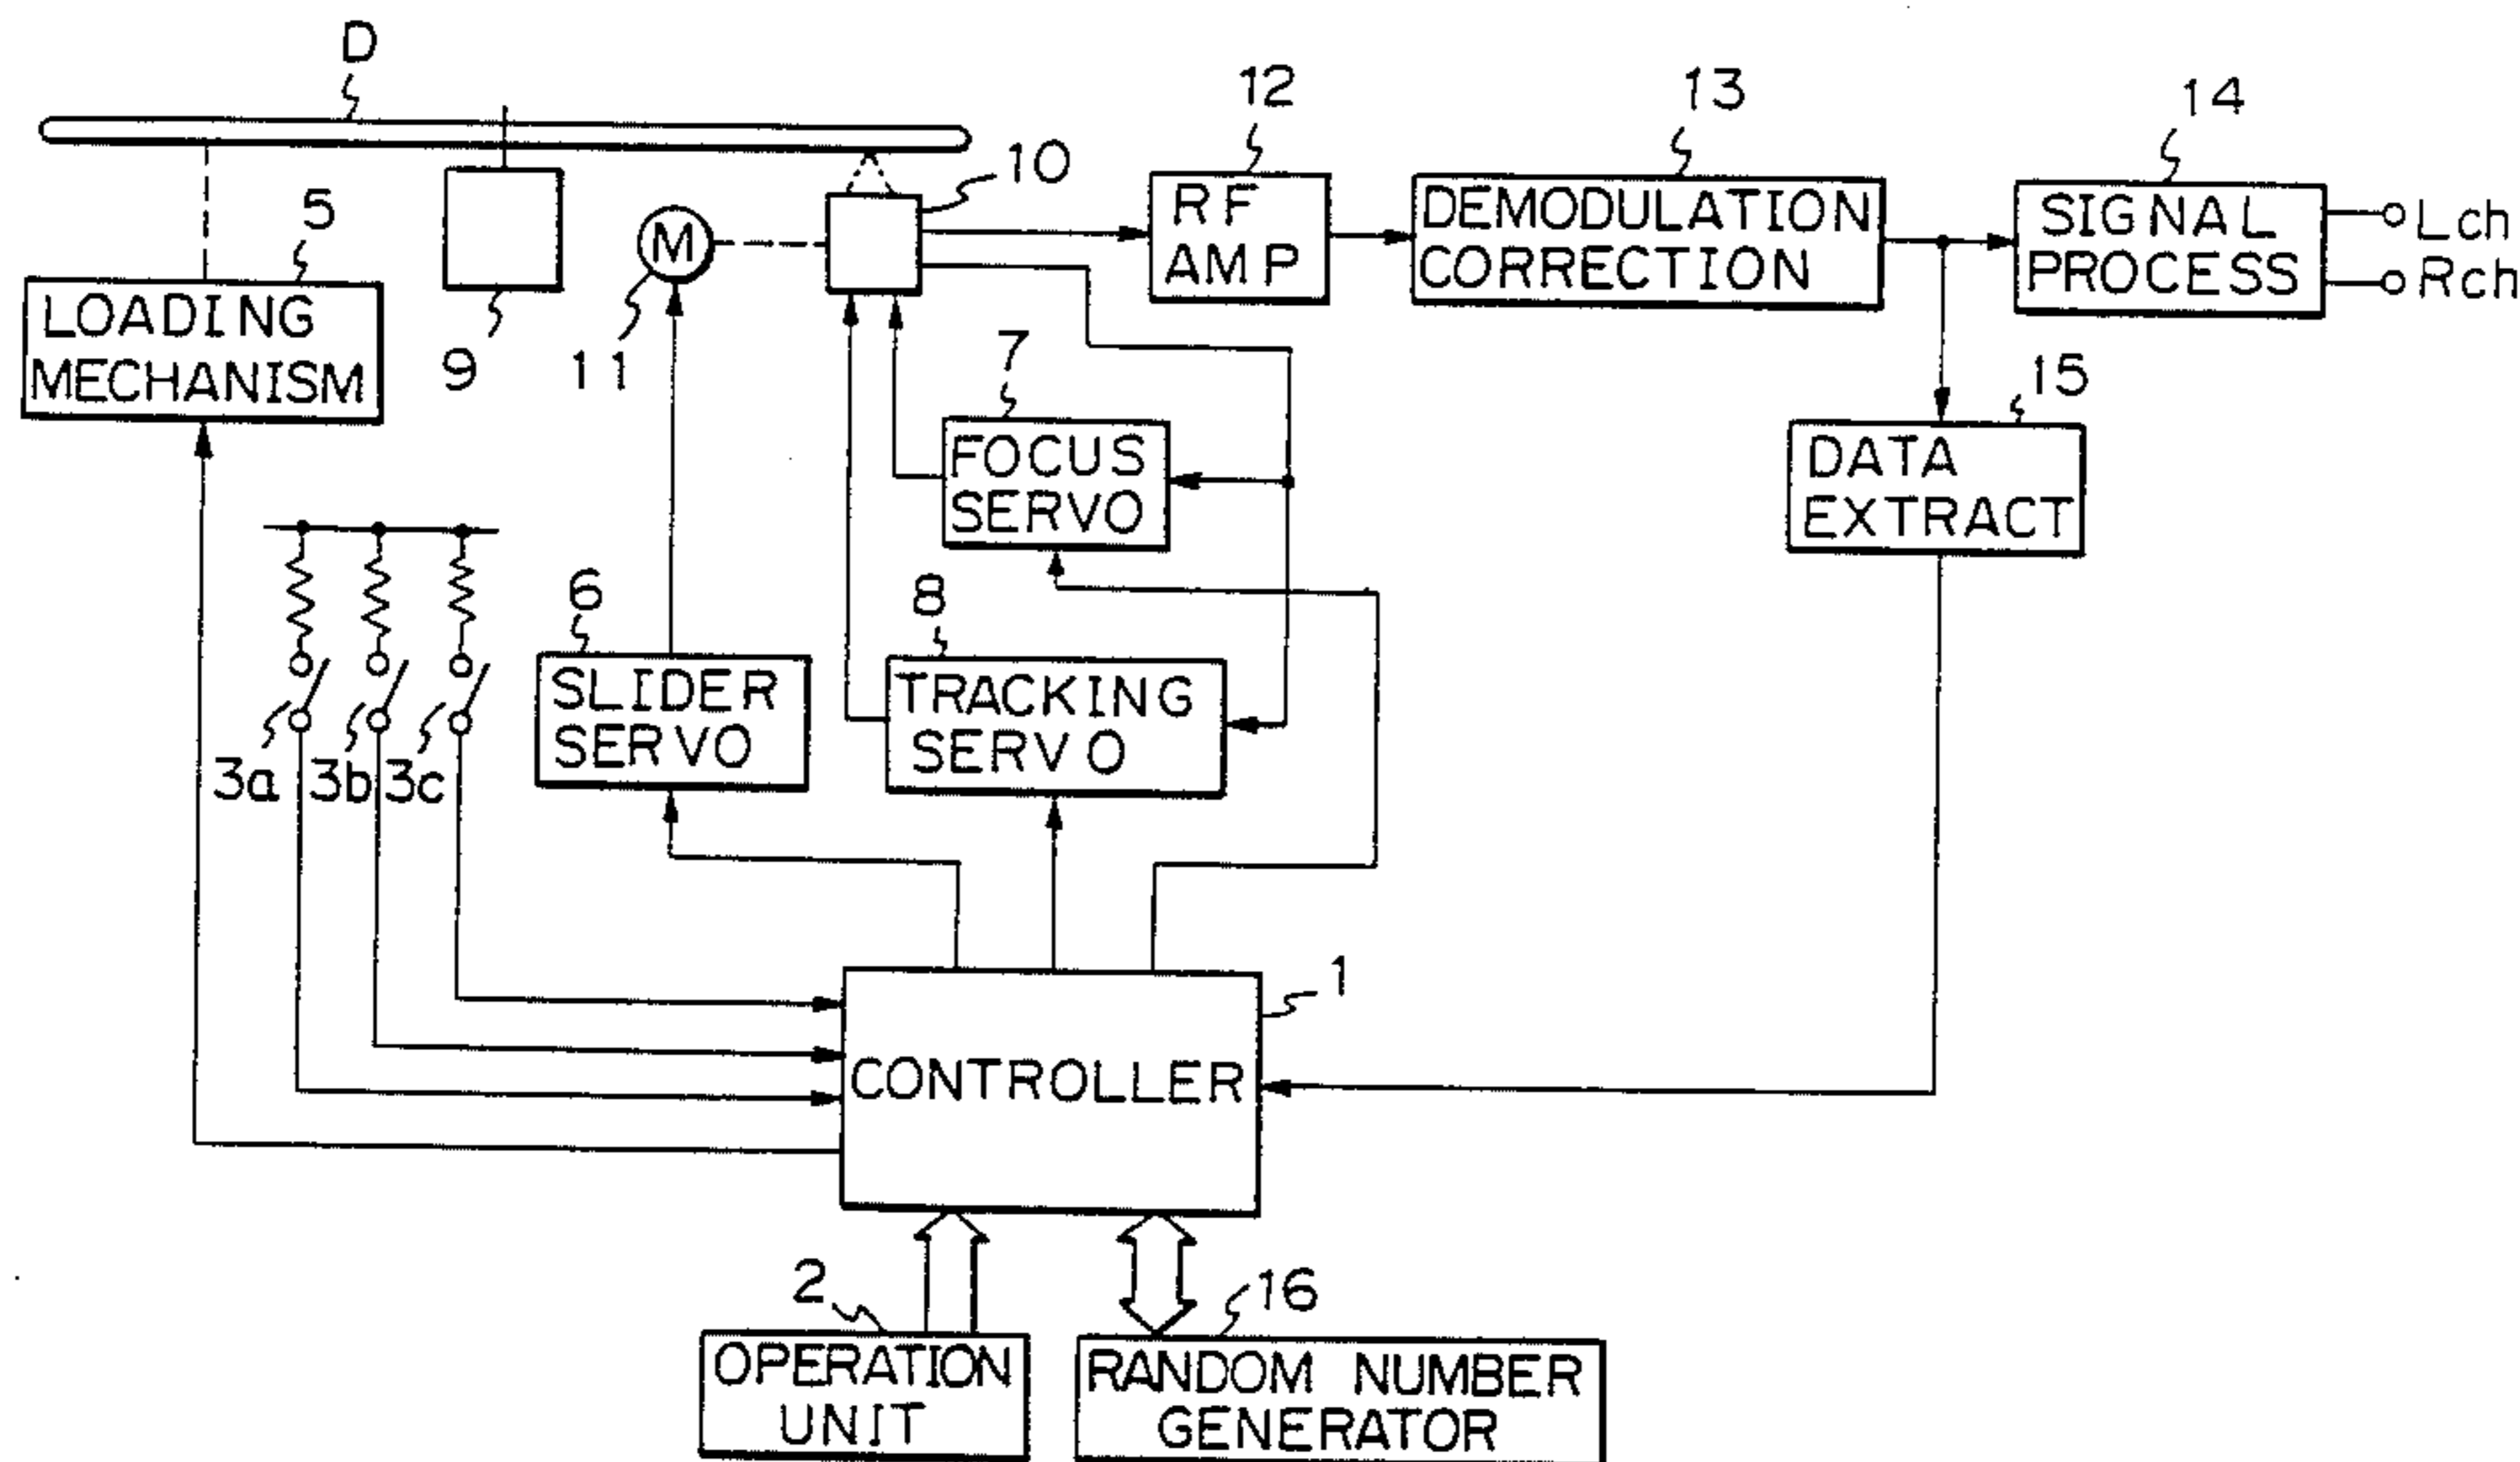 D
12
13
14
10
5
RF
AMP
DEMODULATION
CORRECTION
SIGNAL
PROCESS
Lch
Rch
M
LOADING
MECHANISM
9
11
7
15
FOCUS
SERVO
DATA
EXTRACT
6
8
SLIDER
SERVO
TRACKING
SERVO
3a 3b 3c
1
CONTROLLER
2
16
OPERATION
UNIT
RANDOM NUMBER
GENERATOR